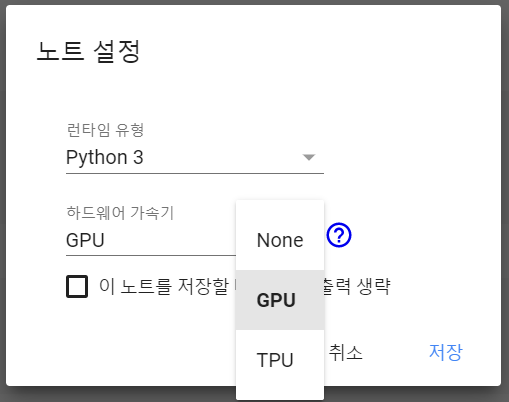 노트 설정
런타임 유형
Python 3
하드웨어 가속기
GPU
None
이 노트를 저장할 출력 생략
GPU
TPU
취소
저장